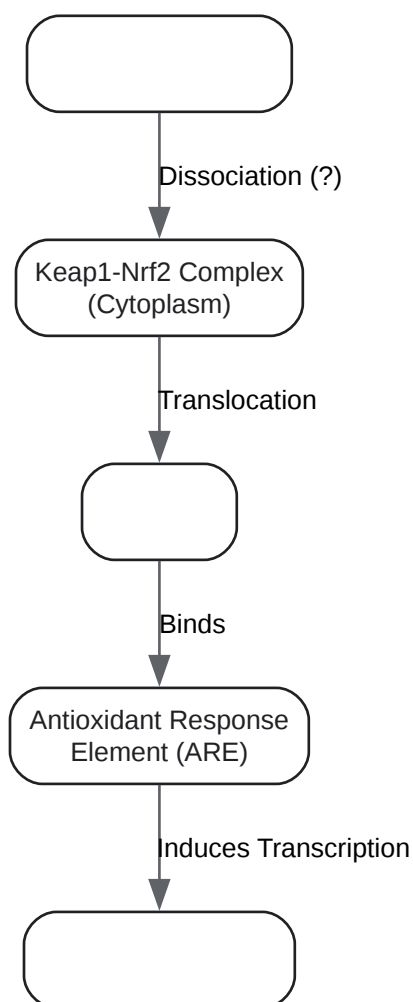 Dissociation (?)
Keap1-Nrf2 Complex
(Cytoplasm)
Translocation
Binds
Antioxidant Response
Element (ARE)
Induces Transcription